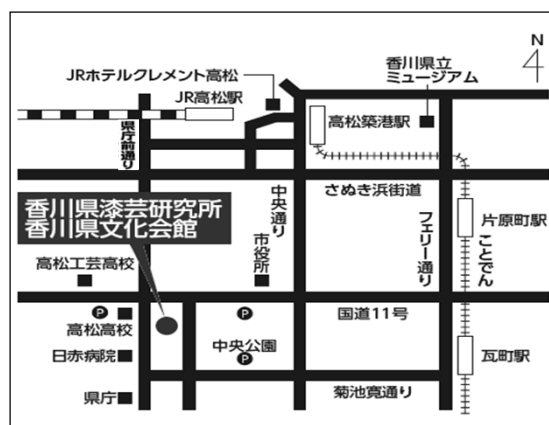 N
JRホテルクレメント高松
香川県立
ミュージアム
JR高松駅
高松築港駅
県庁前通り
さぬき浜街道
中央通り
フェリー通り
片原町駅
ことでん
香川県漆芸研究所
香川県文化会館
市役所
高松工芸高校
P
高松高校
P
国道11号
日赤病院
中央公園
P
瓦町駅
県庁
菊池寛通り